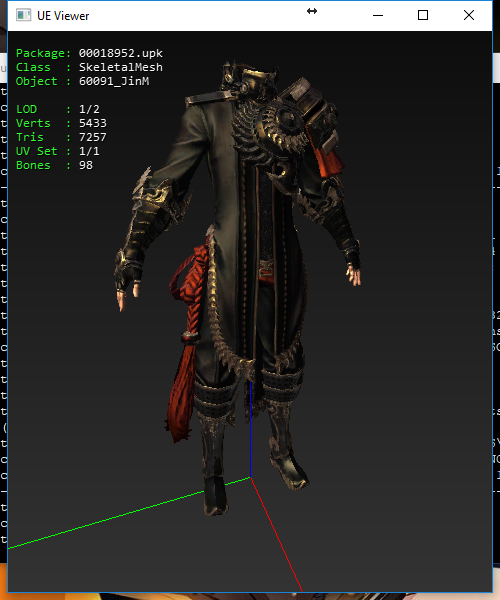 UE Viewer
Package: 00018952.upk
Class : SkeletalMesh
Object : 60091_JinM
LOD : 1/2
Verts : 5433
Tris : 7257
UV Set : 1/1
Bones : 98